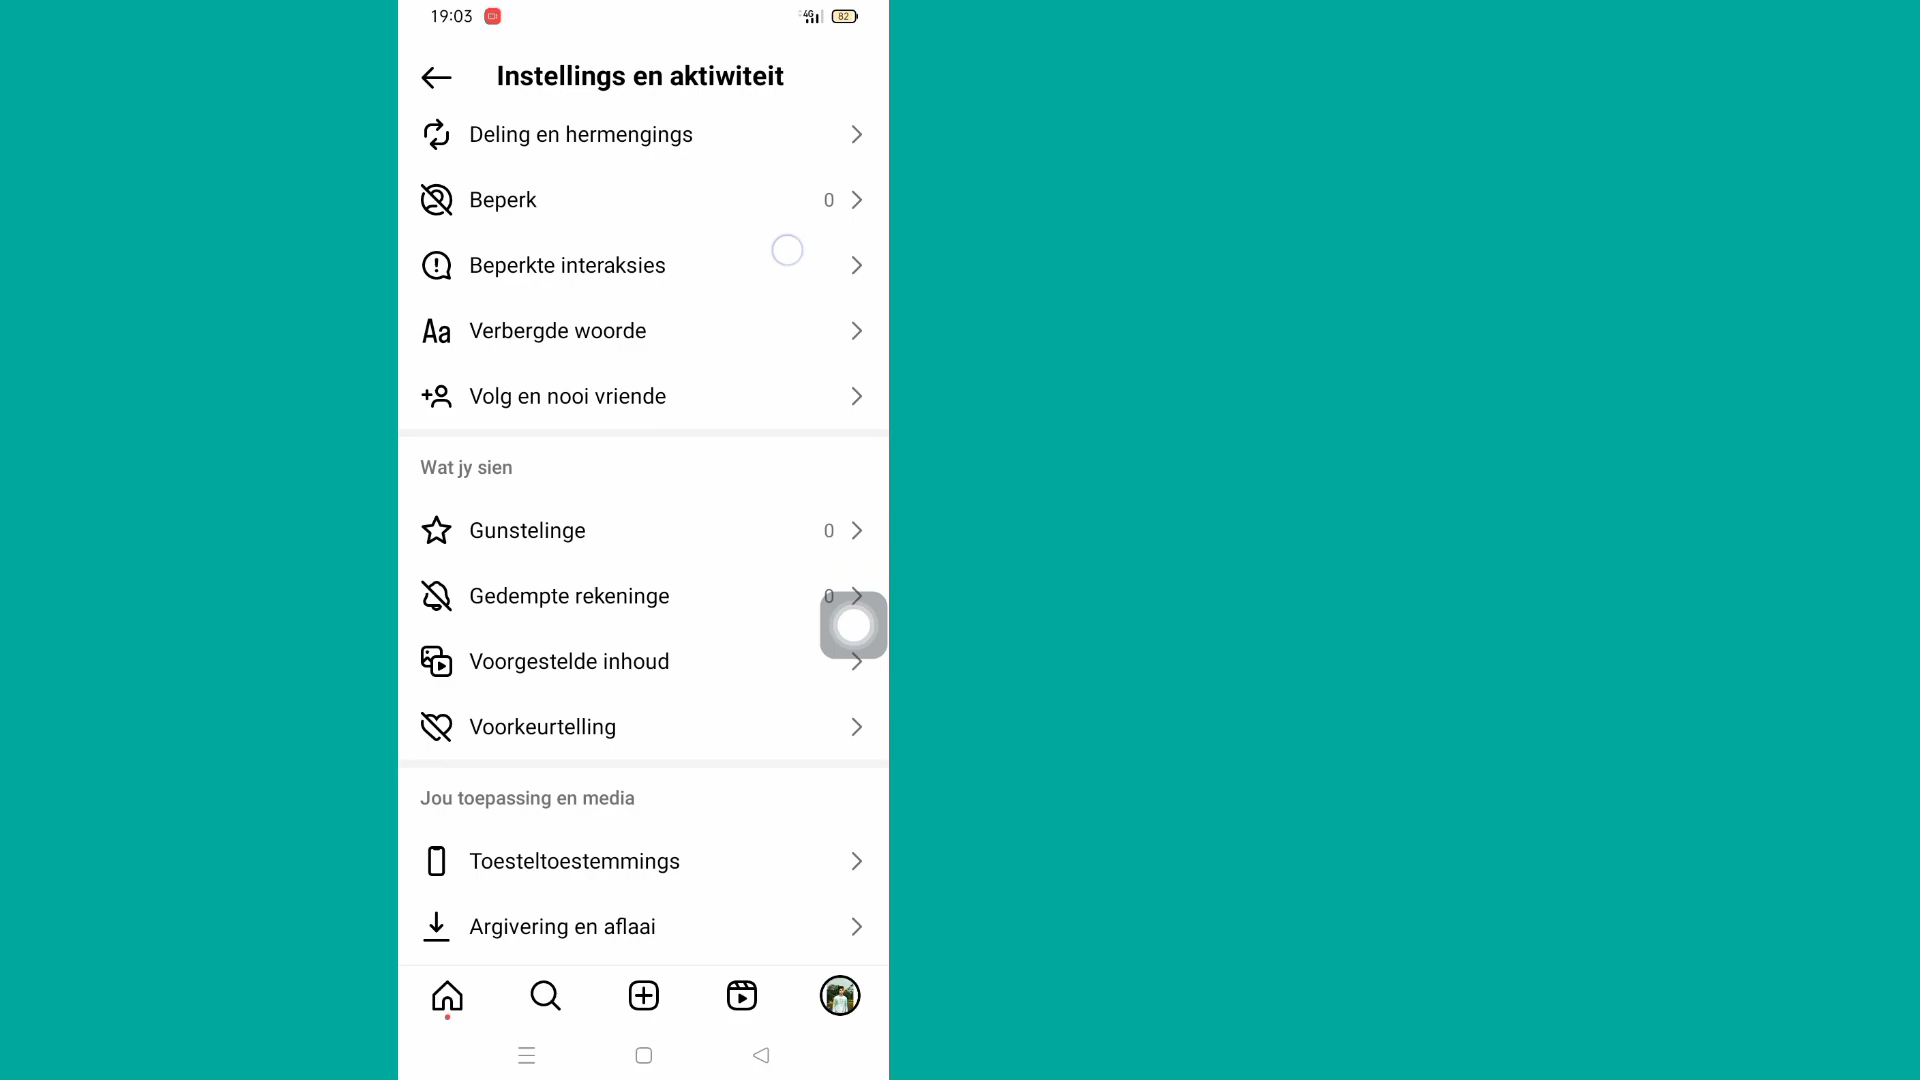 19:03 4G 82
Instellings en aktiwiteit
Deling en hermengings
Beperk 0
Beperkte interaksies
Aa Verbergde woorde
Volg en nooi vriende
Wat jy sien
Gunstelinge 0
Gedempte rekeninge 0
Voorgestelde inhoud
Voorkeurtelling
Jou toepassing en media
Toesteltoestemmings
Argivering en aflaai